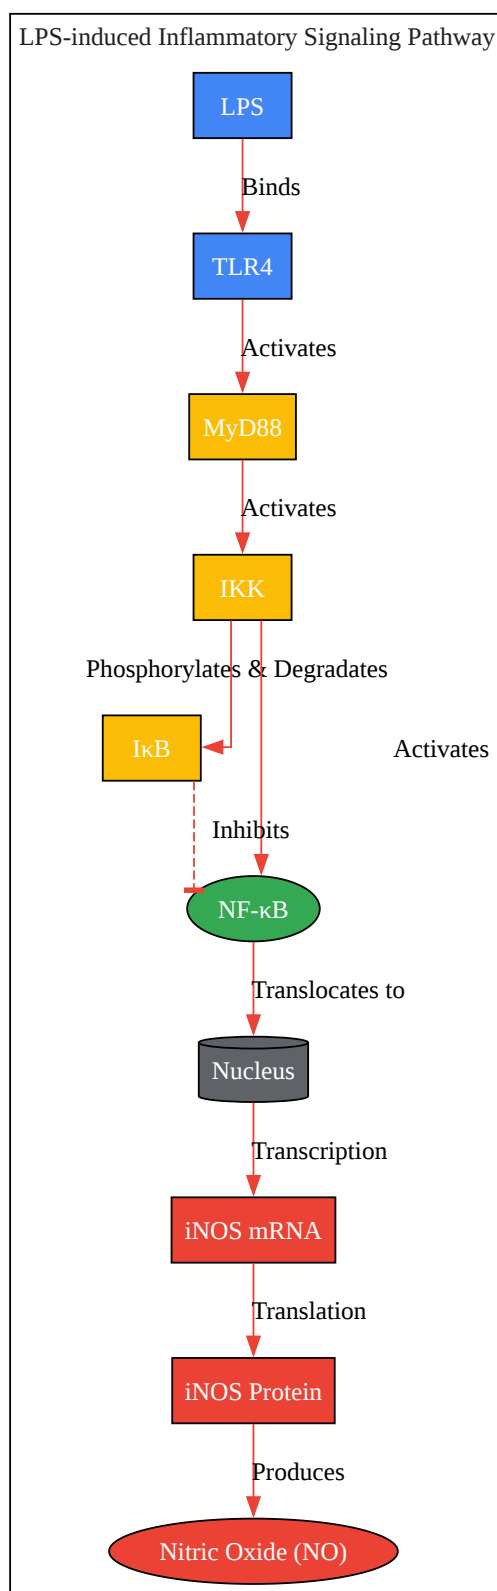 LPS-induced Inflammatory Signaling Pathway
LPS
Binds
TLR4
Activates
MyD88
Activates
IKK
Phosphorylates & Degradates
IκB
Activates
Inhibits
NF-κB
Translocates to
Nucleus
Transcription
iNOS mRNA
Translation
iNOS Protein
Produces
Nitric Oxide (NO)